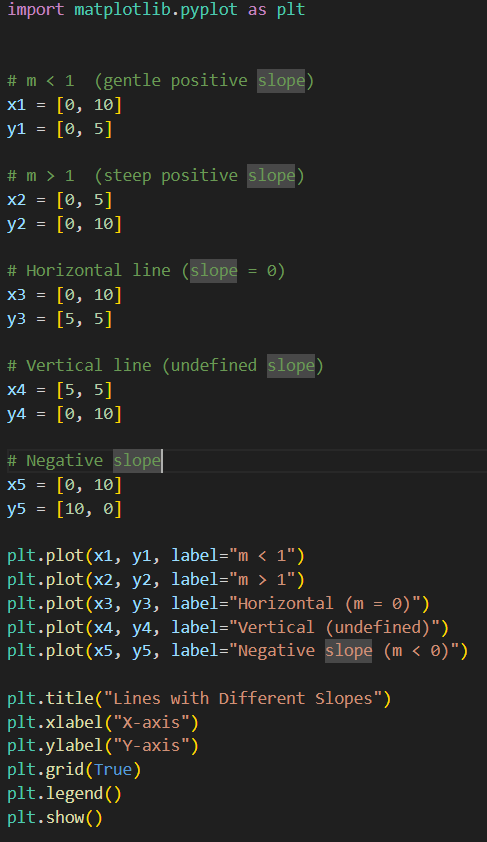 import matplotlib.pyplot as plt
# m < 1  (gentle positive slope)
x1 = [0, 10]
y1 = [0, 5]
# m > 1  (steep positive slope)
x2 = [0, 5]
y2 = [0, 10]
# Horizontal line (slope = 0)
x3 = [0, 10]
y3 = [5, 5]
# Vertical line (undefined slope)
x4 = [5, 5]
y4 = [0, 10]
# Negative slope
x5 = [0, 10]
y5 = [10, 0]
plt.plot(x1, y1, label="m < 1")
plt.plot(x2, y2, label="m > 1")
plt.plot(x3, y3, label="Horizontal (m = 0)")
plt.plot(x4, y4, label="Vertical (undefined)")
plt.plot(x5, y5, label="Negative slope (m < 0)")
plt.title("Lines with Different Slopes")
plt.xlabel("X-axis")
plt.ylabel("Y-axis")
plt.grid(True)
plt.legend()
plt.show()